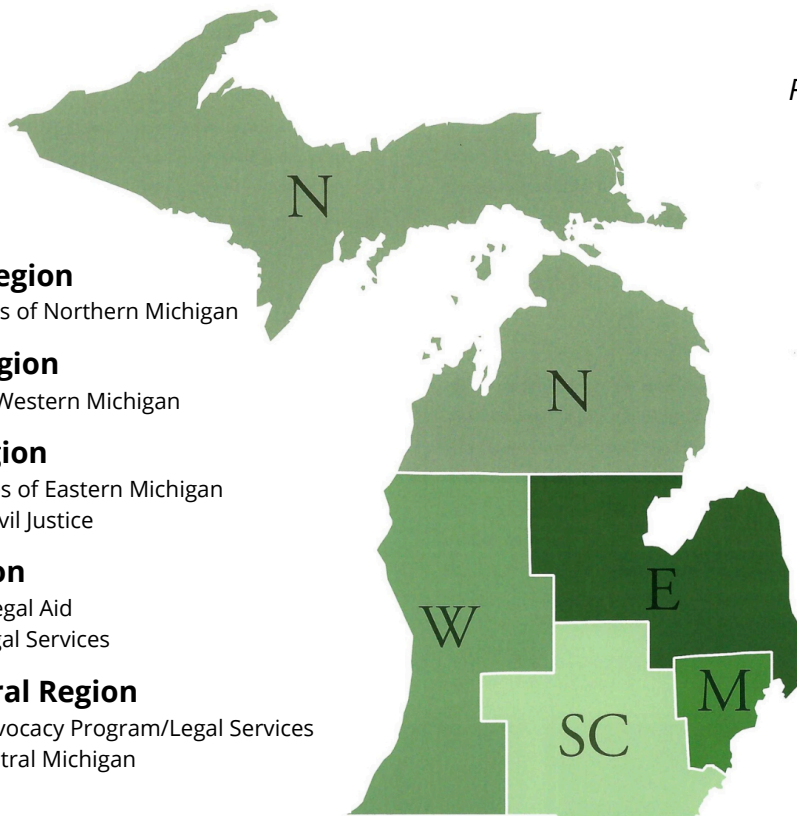 P
N
egion
s of Northern Michigan
gion
Western Michigan
N
ion
s of Eastern Michigan
vil Justice
on
egal Aid
gal Services
E
W
ral Region
vocacy Program/Legal Services
tral Michigan
M
SC